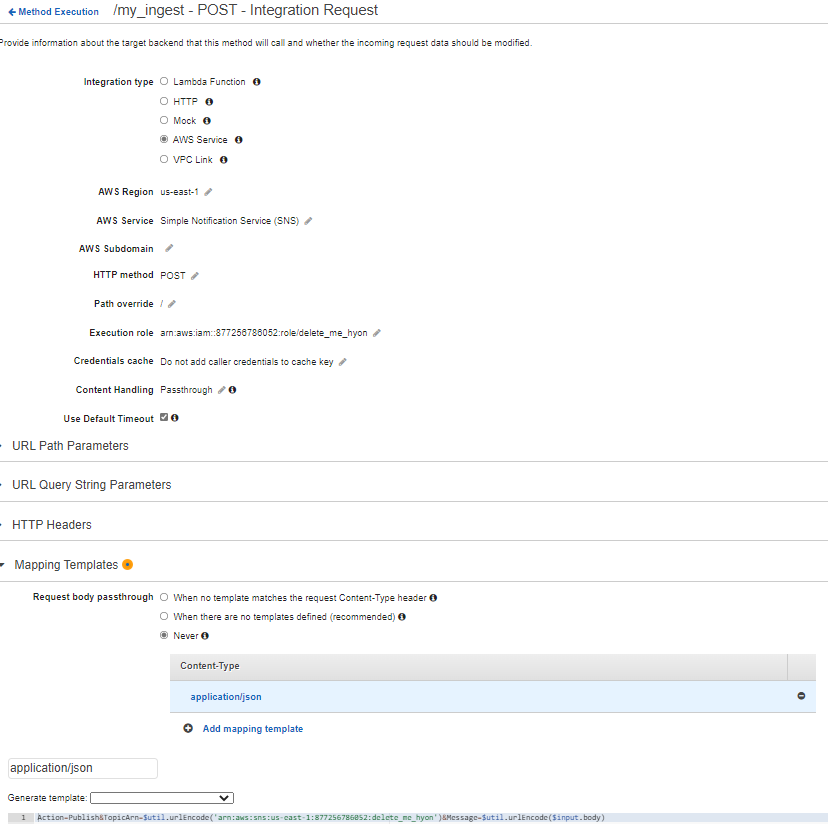 Method Execution /my_ingest - POST - Integration Request
Provide information about the target backend that this method will call and whether the incoming request data should be modified.
Integration type Lambda Function
HTTP
Mock
AWS Service
VPC Link
AWS Region us-east-1
AWS Service Simple Notification Service (SNS)
AWS Subdomain
HTTP method POST
Path override /
Execution role arn:aws:iam::877256786052:role/delete_me_hyon
Credentials cache Do not add caller credentials to cache key
Content Handling Passthrough
Use Default Timeout
URL Path Parameters
URL Query String Parameters
HTTP Headers
Mapping Templates
Request body passthrough When no template matches the request Content-Type header
When there are no templates defined (recommended)
Never
Content-Type
application/json
Add mapping template
application/json
Generate template:
1 Action=Publish&TopicArn=$util.urlEncode('arn:aws:sns:us-east-1:877256786052:delete_me_hyon')&Message=$util.urlEncode($input.body)